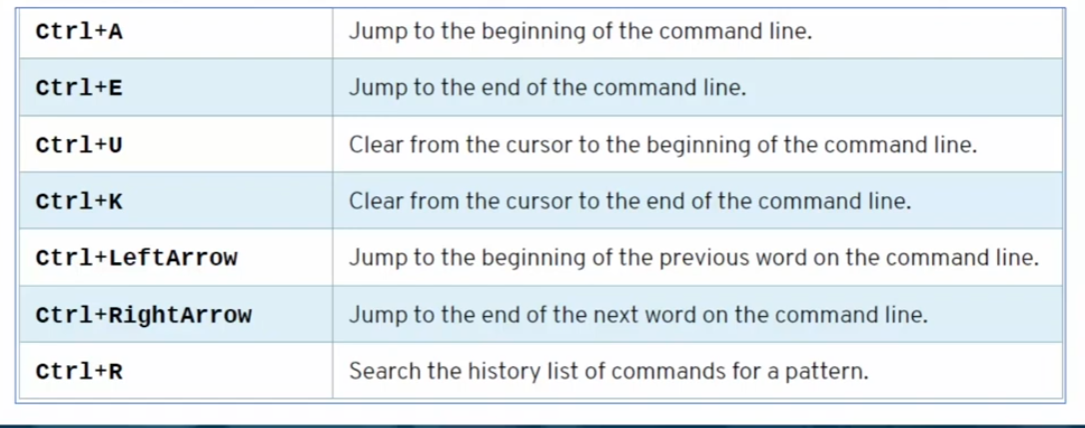 Ctrl+A Jump to the beginning of the command line.
Ctrl+E Jump to the end of the command line.
Ctrl+U Clear from the cursor to the beginning of the command line.
Ctrl+K Clear from the cursor to the end of the command line.
Ctrl+LeftArrow Jump to the beginning of the previous word on the command line.
Ctrl+RightArrow Jump to the end of the next word on the command line.
Ctrl+R Search the history list of commands for a pattern.